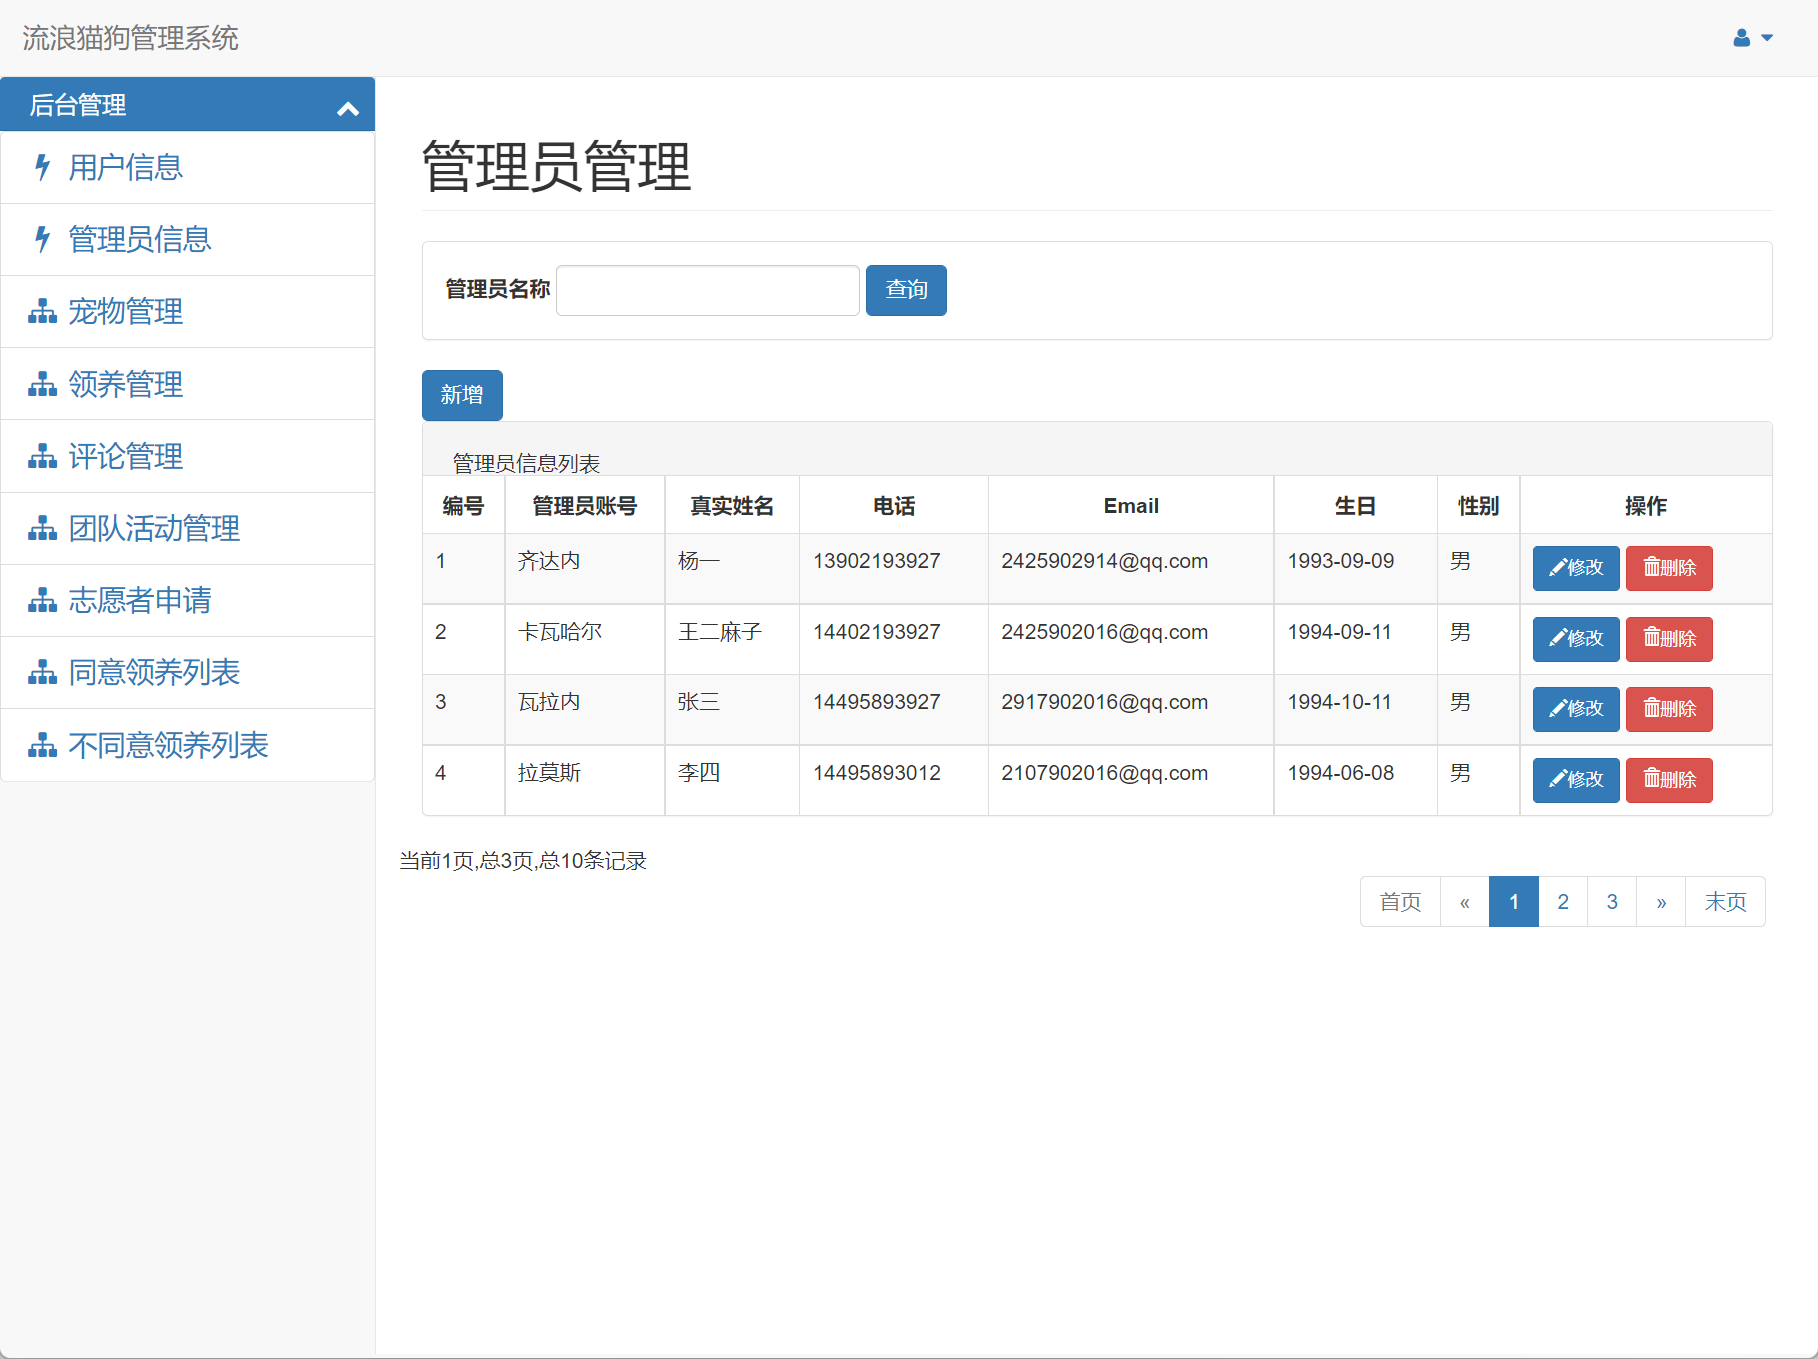 流浪猫狗管理系统
后台管理
用户信息
管理员信息
宠物管理
领养管理
评论管理
团队活动管理
志愿者申请
同意领养列表
不同意领养列表
管理员管理
管理员名称 查询
新增
管理员信息列表
编号 管理员账号 真实姓名 电话 Email 生日 性别 操作
1 齐达内 杨一 13902193927 2425902914@qq.com 1993-09-09 男 修改 删除
2 卡瓦哈尔 王二麻子 14402193927 2425902016@qq.com 1994-09-11 男 修改 删除
3 瓦拉内 张三 14495893927 2917902016@qq.com 1994-10-11 男 修改 删除
4 拉莫斯 李四 14495893012 2107902016@qq.com 1994-06-08 男 修改 删除
当前1页,总3页,总10条记录
首页 « 1 2 3 » 末页